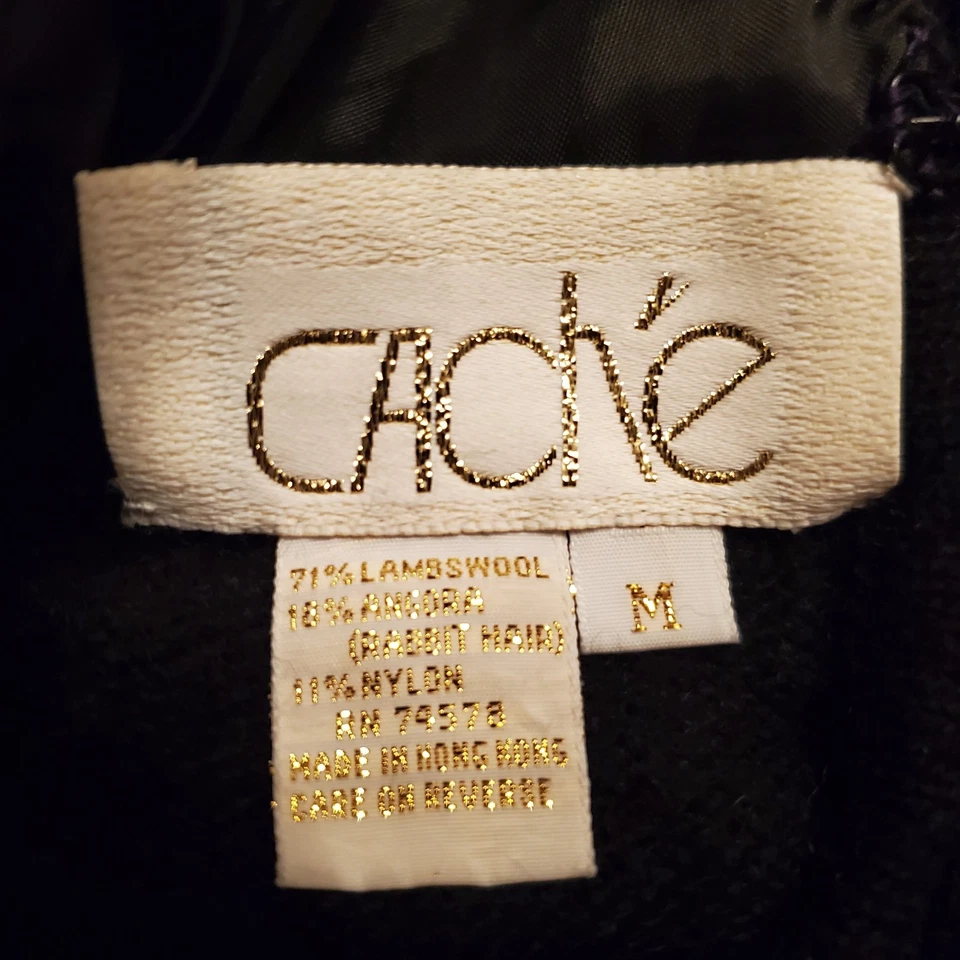 CAché
71% LAMBSWOOL
18% ANGORA
(RABBIT HAIR)
11% NYLON
RN 74578
MADE IN HONG KONG
CARE ON REVERSE
M